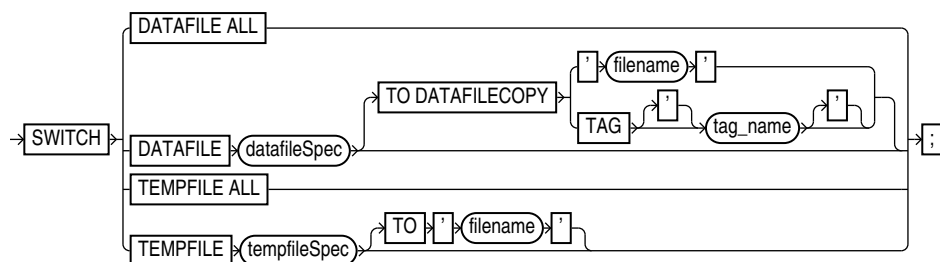 DATAFILE ALL
' filename '
TO DATAFILECOPY
TAG ' tag_name '
SWITCH ;
DATAFILE datafileSpec
TEMPFILE ALL
TO ' filename '
TEMPFILE tempfileSpec